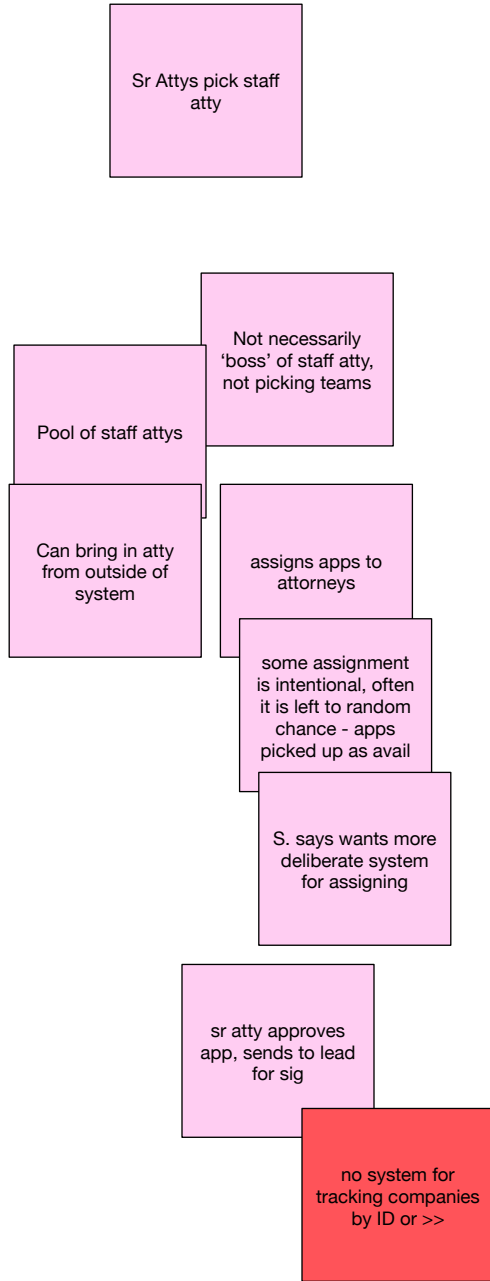 Sr Attys pick staff
atty
Not necessarily
‘boss’ of staff atty,
not picking teams
Pool of staff attys
Can bring in atty
from outside of
system
assigns apps to
attorneys
some assignment
is intentional, often
it is left to random
chance - apps
picked up as avail
S. says wants more
deliberate system
for assigning
sr atty approves
app, sends to lead
for sig
no system for
tracking companies
by ID or >>